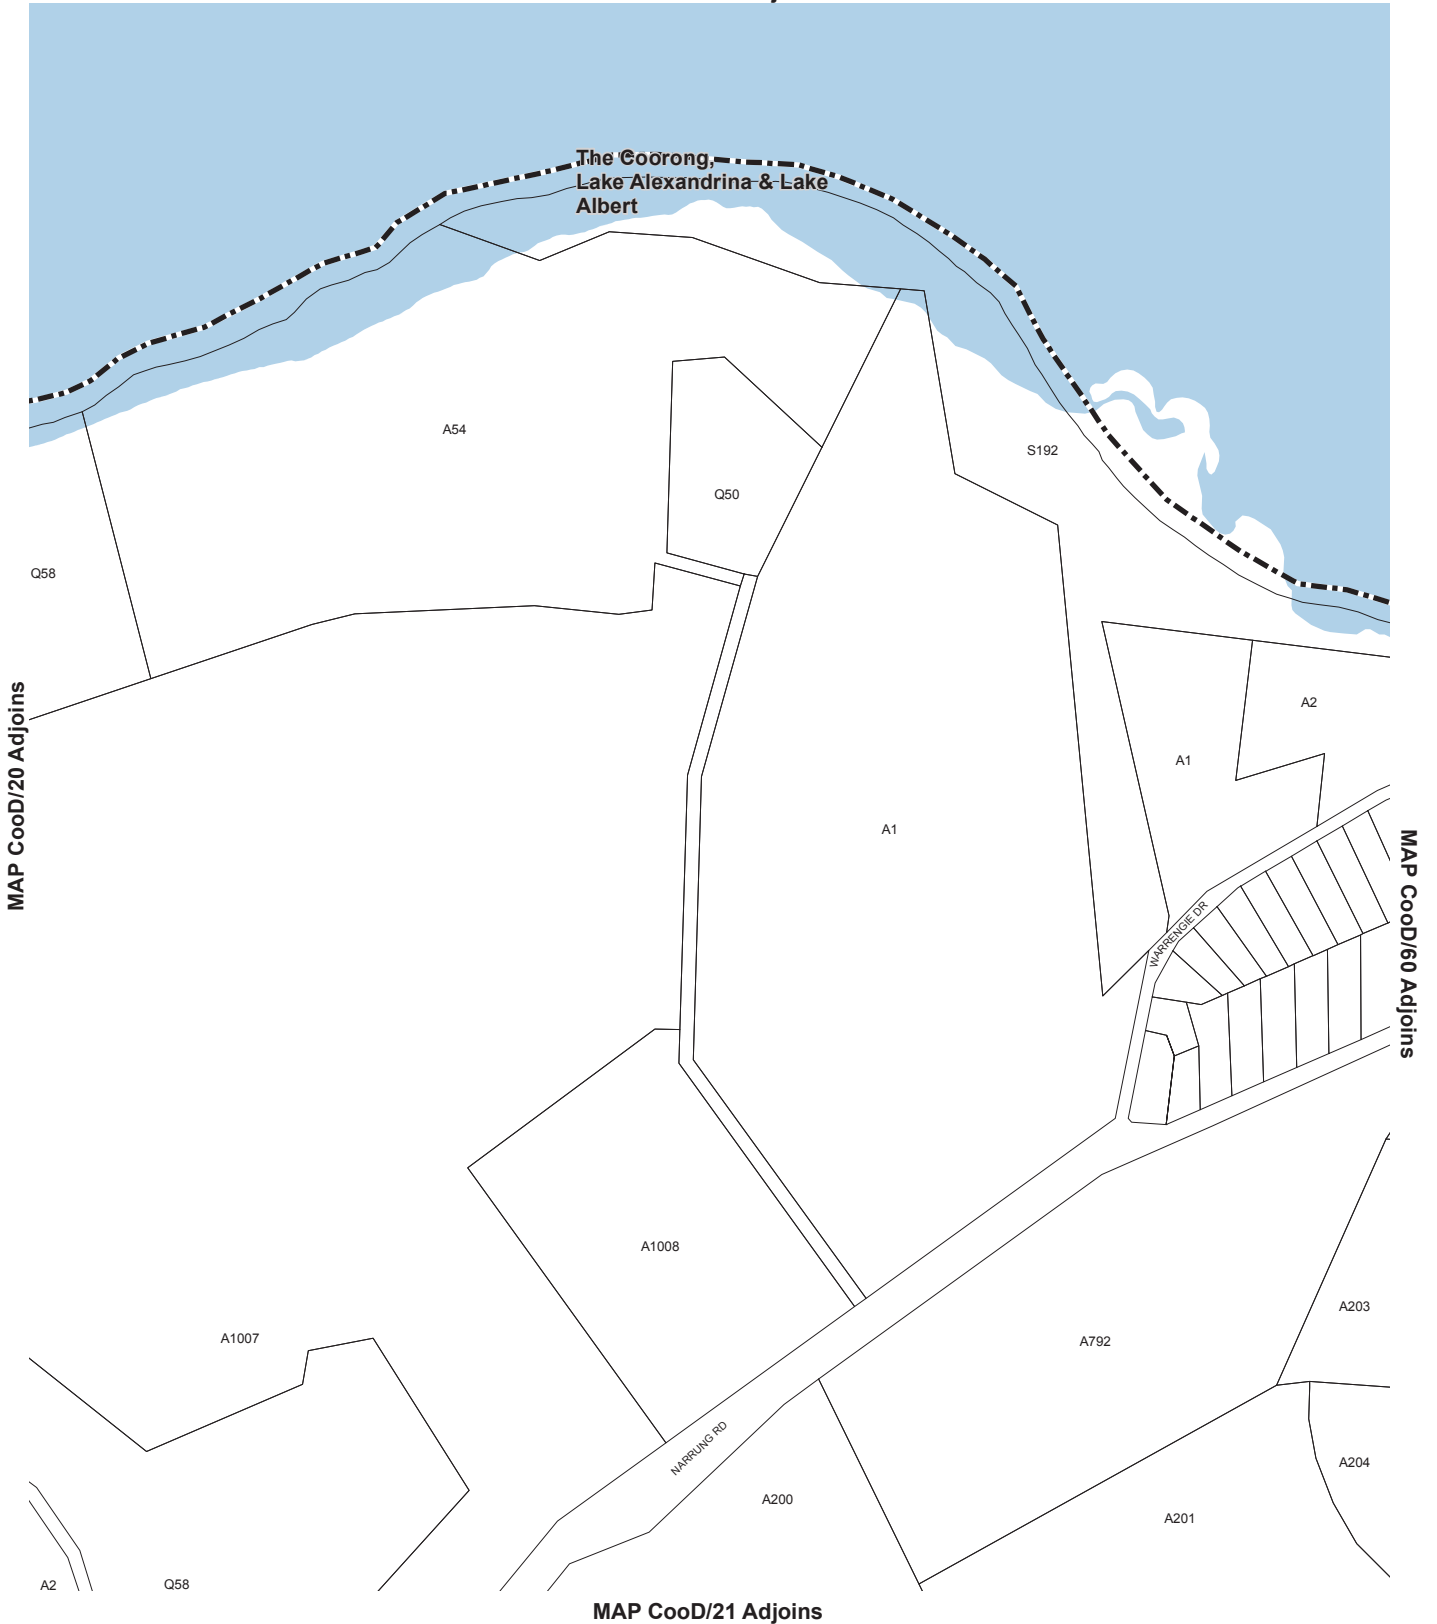 The Coorong,
Lake Alexandrina & Lake
Albert
A54
S192
Q50
Q58
MAP CooD/20 Adjoins
A2
A1
A1
MAP CooD/60 Adjoins
WARRENGIE DR
A1008
A203
A1007
A792
NARRUNG RD
A204
A200
A201
A2
Q58
MAP CooD/21 Adjoins